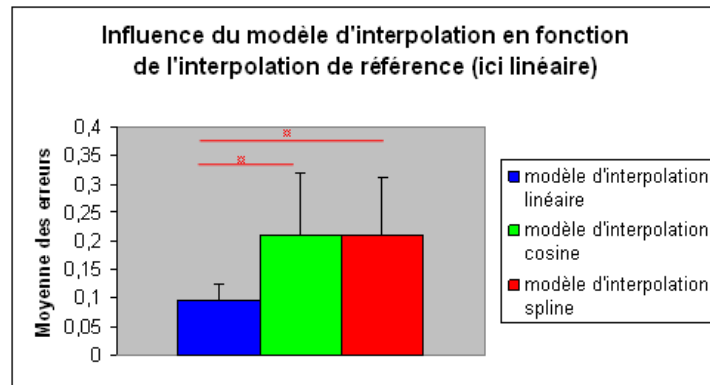 Influence du modèle d'interpolation en fonction
de l'interpolation de référence (ici linéaire)
Moyenne des erreurs
0,4
0,35
0,3
0,25
0,2
0,15
0,1
0,05
0
¤
¤
modèle d'interpolation
linéaire
modèle d'interpolation
cosine
modèle d'interpolation
spline